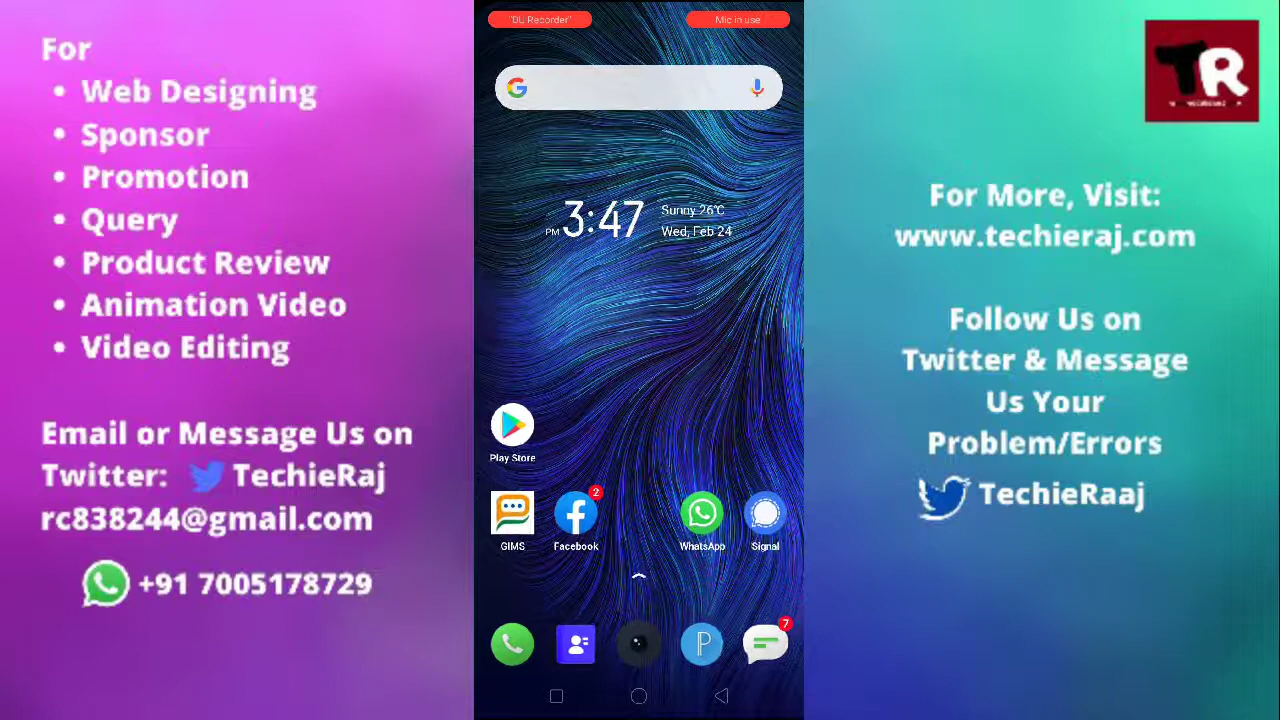 For
• Web Designing
• Sponsor
• Promotion
• Query
• Product Review
• Animation Video
• Video Editing
Email or Message Us on
Twitter: TechieRaj
rc838244@gmail.com
+91 7005178729
"DU Recorder"
Mic in use
G
PM 3:47
Sunny 26°C
Wed, Feb 24
Play Store
2
GIMS
Facebook
WhatsApp
Signal
7
TR
For More, Visit:
www.techieraj.com
Follow Us on
Twitter & Message
Us Your
Problem/Errors
TechieRaaj